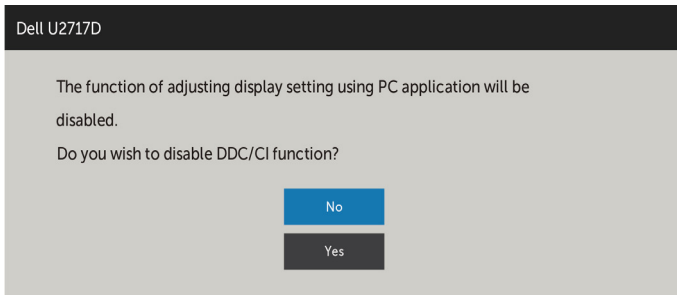 Dell U2717D
The function of adjusting display setting using PC application will be
disabled.
Do you wish to disable DDC/CI function?
No
Yes